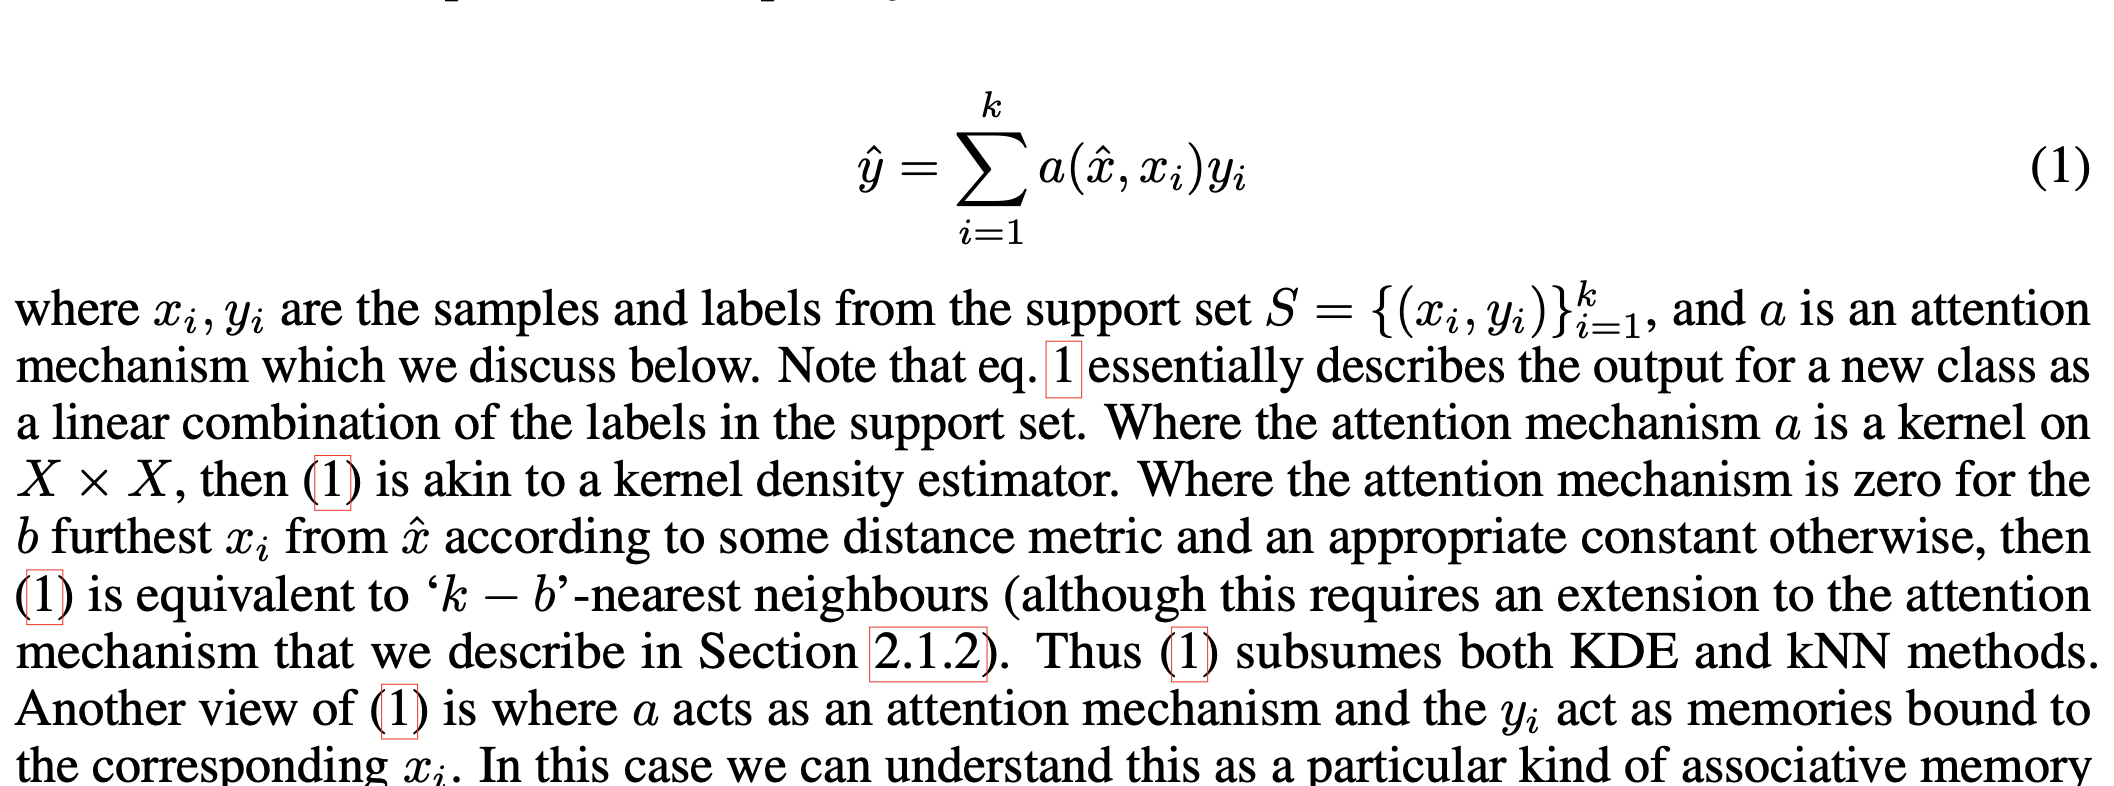 ŷ = ∑_{i=1}^{k} a(x̂, x_i)y_i (1)
where x_i, y_i are the samples and labels from the support set S = {(x_i, y_i)}_{i=1}^{k}, and a is an attention
mechanism which we discuss below. Note that eq. 1 essentially describes the output for a new class as
a linear combination of the labels in the support set. Where the attention mechanism a is a kernel on
X × X, then (1) is akin to a kernel density estimator. Where the attention mechanism is zero for the
b furthest x_i from x̂ according to some distance metric and an appropriate constant otherwise, then
(1) is equivalent to ‘k − b’-nearest neighbours (although this requires an extension to the attention
mechanism that we describe in Section 2.1.2). Thus (1) subsumes both KDE and kNN methods.
Another view of (1) is where a acts as an attention mechanism and the y_i act as memories bound to
the corresponding x_i. In this case we can understand this as a particular kind of associative memory